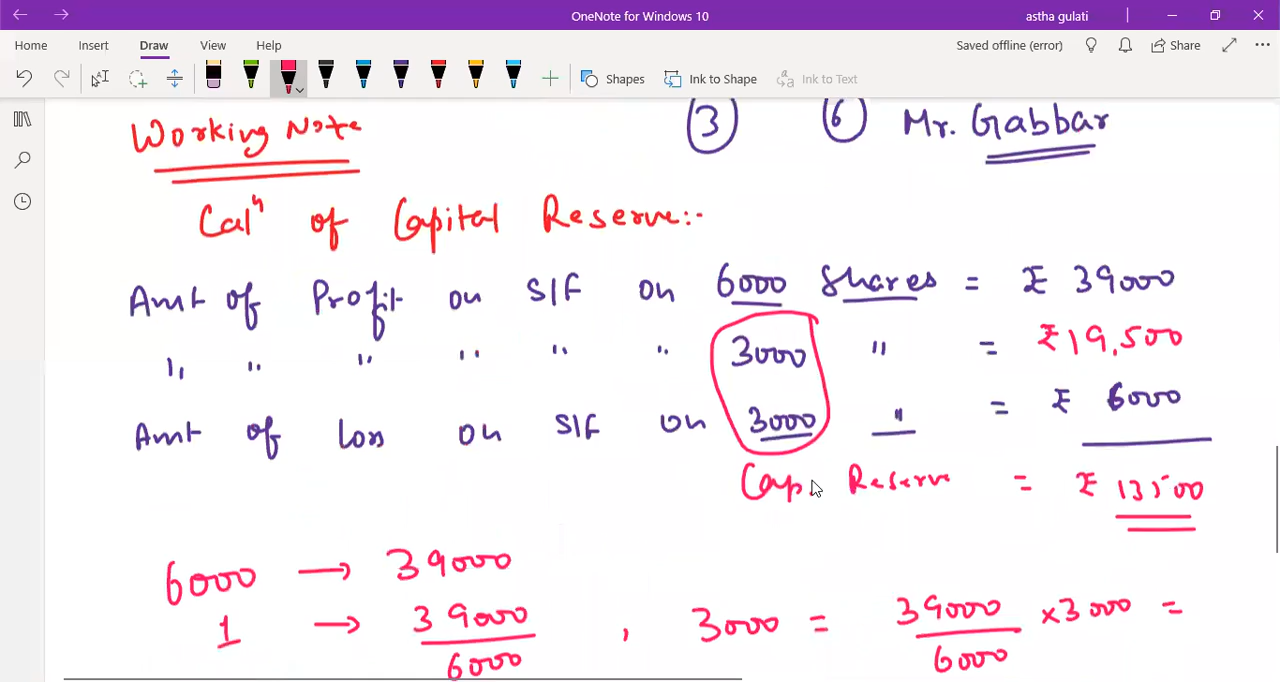 OneNote for Windows 10
astha gulati
Home Insert Draw View Help
Saved offline (error) Share
Shapes Ink to Shape Ink to Text
Working Note
3 6 Mr. Gabbar
Calⁿ of Capital Reserve:-
Amt of Profit on S/F on 6000 Shares = ₹ 39000
1, " " " " " 3000 " = ₹19,500
Amt of loss on S/F on 3000 " = ₹ 6000
Cap. Reserve = ₹ 13500
6000 → 39000
1 → 39000/6000 , 3000 = 39000/6000 x3000 =